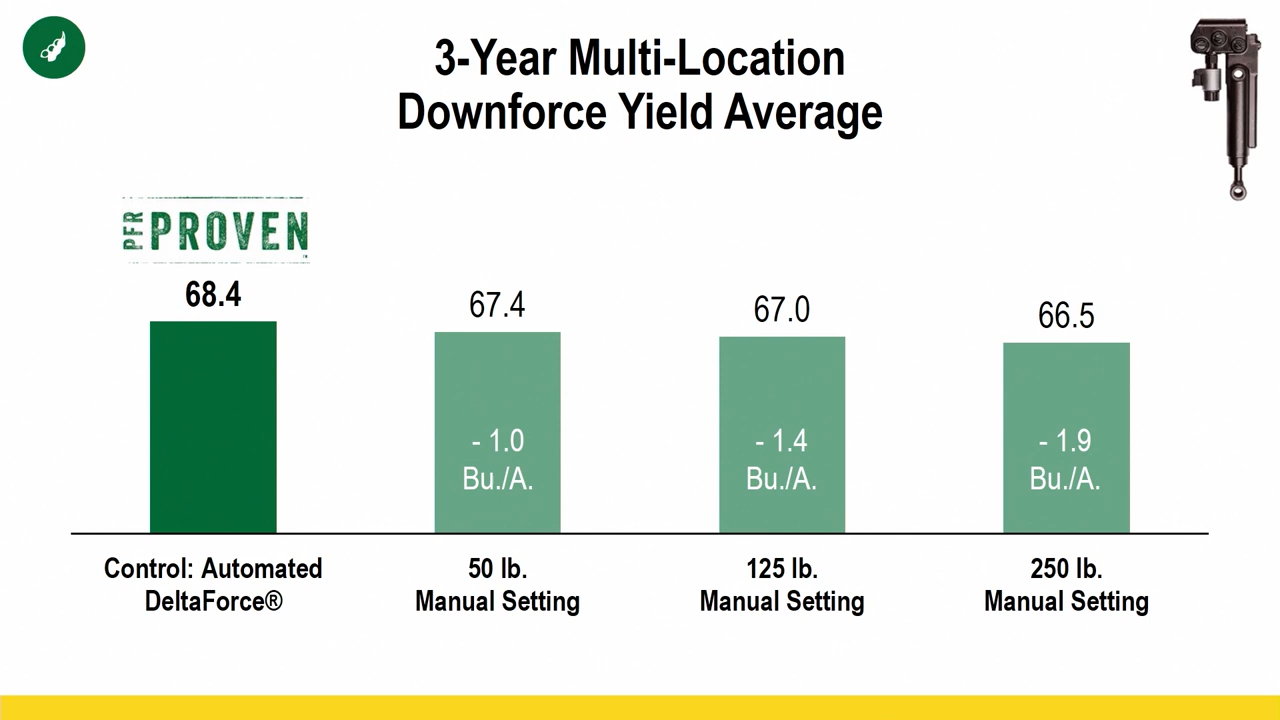 3-Year Multi-Location
Downforce Yield Average
PFR PROVEN™
68.4
67.4
67.0
66.5
- 1.0
Bu./A.
- 1.4
Bu./A.
- 1.9
Bu./A.
Control: Automated
DeltaForce®
50 lb.
Manual Setting
125 lb.
Manual Setting
250 lb.
Manual Setting